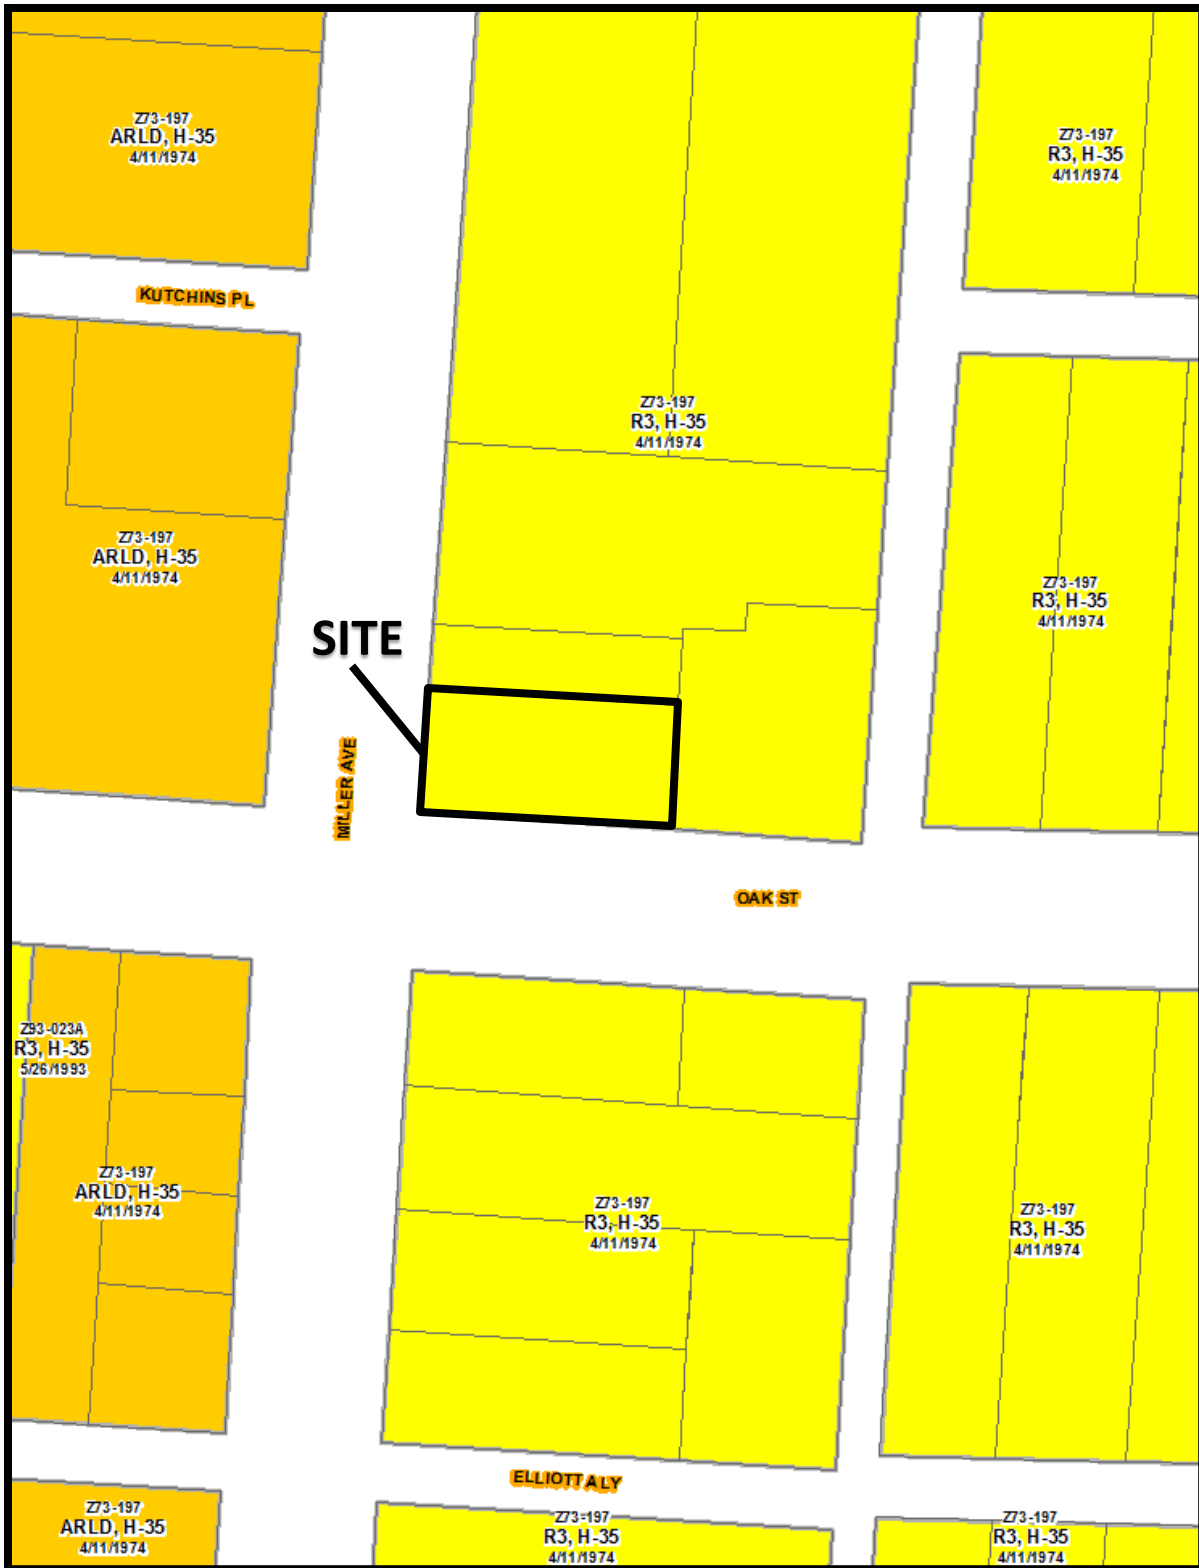 Z73-197
ARLD, H-35
4/11/1974
Z73-197
R3, H-35
4/11/1974
KUTCHINS PL
Z73-197
R3, H-35
4/11/1974
Z73-197
ARLD, H-35
4/11/1974
Z73-197
R3, H-35
4/11/1974
SITE
MILLER AVE
OAK ST
Z93-023A
R3, H-35
5/26/1993
Z73-197
ARLD, H-35
4/11/1974
Z73-197
R3, H-35
4/11/1974
Z73-197
R3, H-35
4/11/1974
ELLIOTT ALY
Z73-197
ARLD, H-35
4/11/1974
Z73-197
R3, H-35
4/11/1974
Z73-197
R3, H-35
4/11/1974